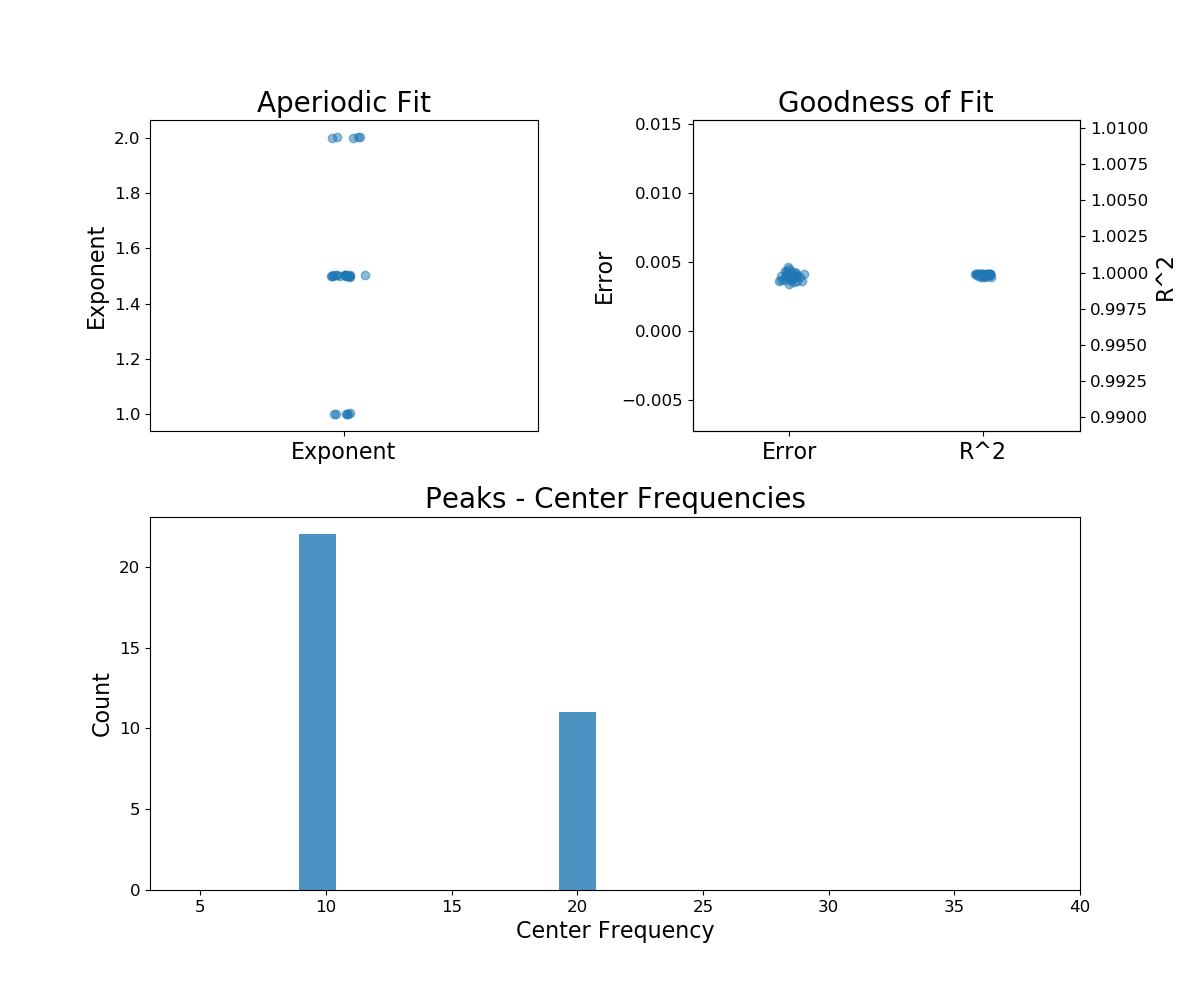 Aperiodic Fit
2.0
1.8
1.6
1.4
1.2
1.0
Exponent
Exponent
Goodness of Fit
0.015
0.010
0.005
0.000
−0.005
Error
1.0100
1.0075
1.0050
1.0025
1.0000
0.9975
0.9950
0.9925
0.9900
R^2
Error R^2
Peaks - Center Frequencies
20
15
10
5
0
Count
5 10 15 20 25 30 35 40
Center Frequency